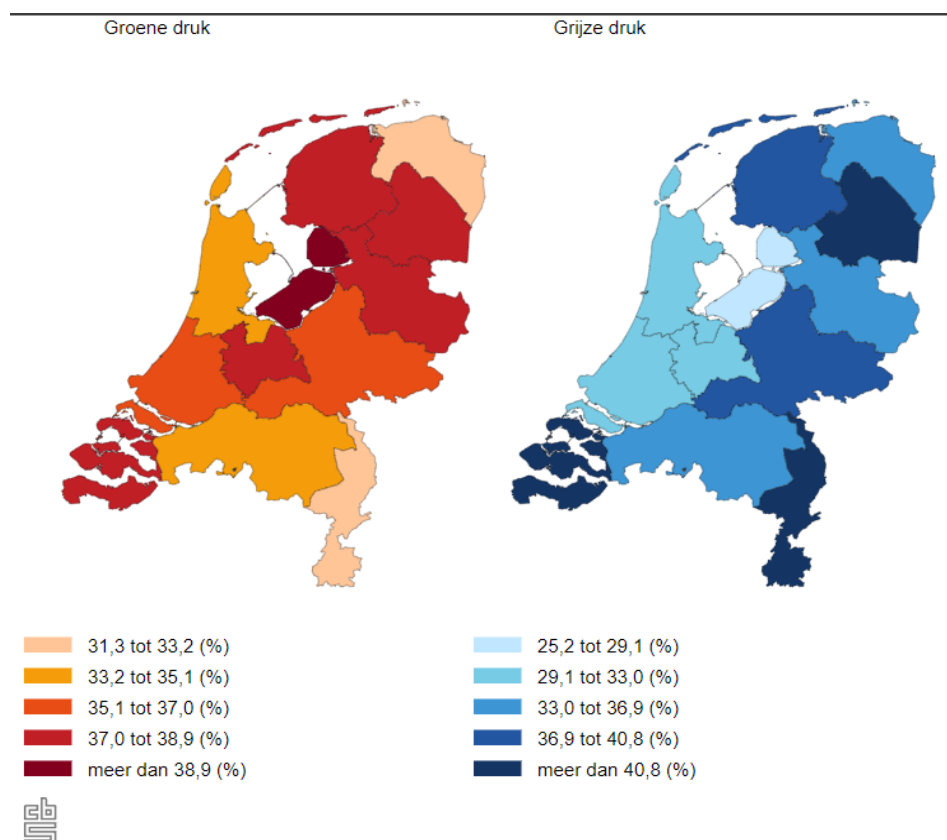 Groene druk
Grijze druk
31,3 tot 33,2 (%)
33,2 tot 35,1 (%)
35,1 tot 37,0 (%)
37,0 tot 38,9 (%)
meer dan 38,9 (%)
25,2 tot 29,1 (%)
29,1 tot 33,0 (%)
33,0 tot 36,9 (%)
36,9 tot 40,8 (%)
meer dan 40,8 (%)
cbs